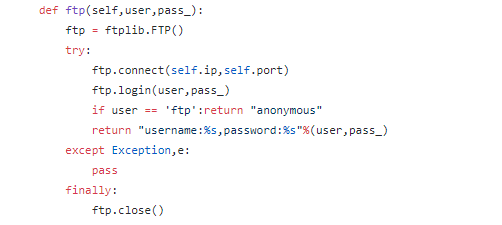 def ftp(self,user,pass_):
ftp = ftplib.FTP()
try:
ftp.connect(self.ip,self.port)
ftp.login(user,pass_)
if user == 'ftp':return "anonymous"
return "username:%s,password:%s"%(user,pass_)
except Exception,e:
pass
finally:
ftp.close()